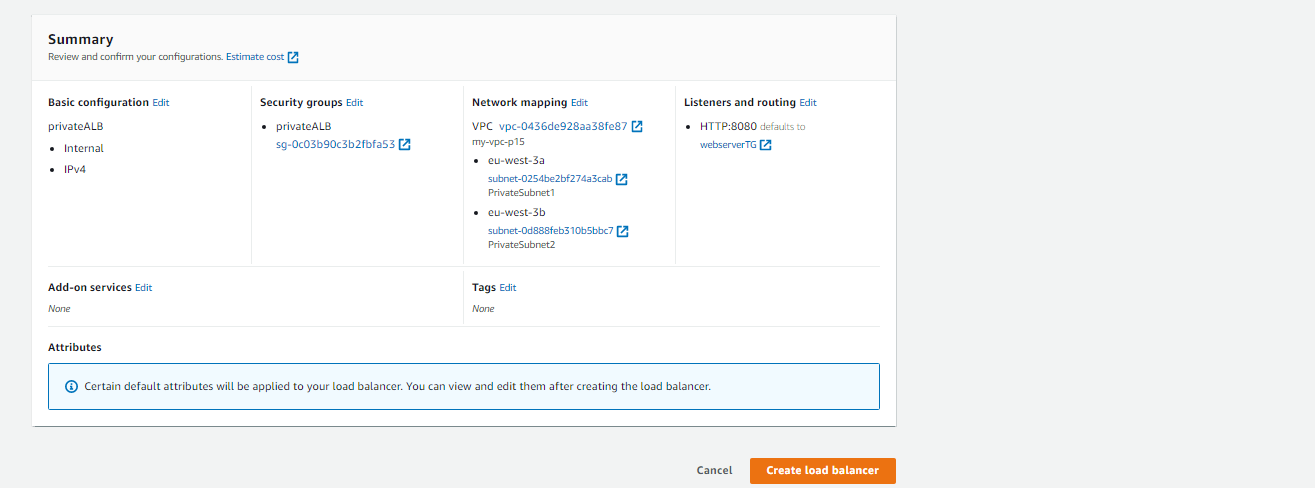 Summary
Review and confirm your configurations. Estimate cost
Basic configuration Edit
privateALB
Internal
IPv4
Security groups Edit
privateALB
sg-0c03b90c3b2fbfa53
Network mapping Edit
VPC vpc-0436de928aa38fe87
my-vpc-p15
eu-west-3a
subnet-0254be2bf274a3cab
PrivateSubnet1
eu-west-3b
subnet-0d888feb310b5bbc7
PrivateSubnet2
Listeners and routing Edit
HTTP:8080 defaults to
webserverTG
Add-on services Edit
None
Tags Edit
None
Attributes
Certain default attributes will be applied to your load balancer. You can view and edit them after creating the load balancer.
Cancel
Create load balancer